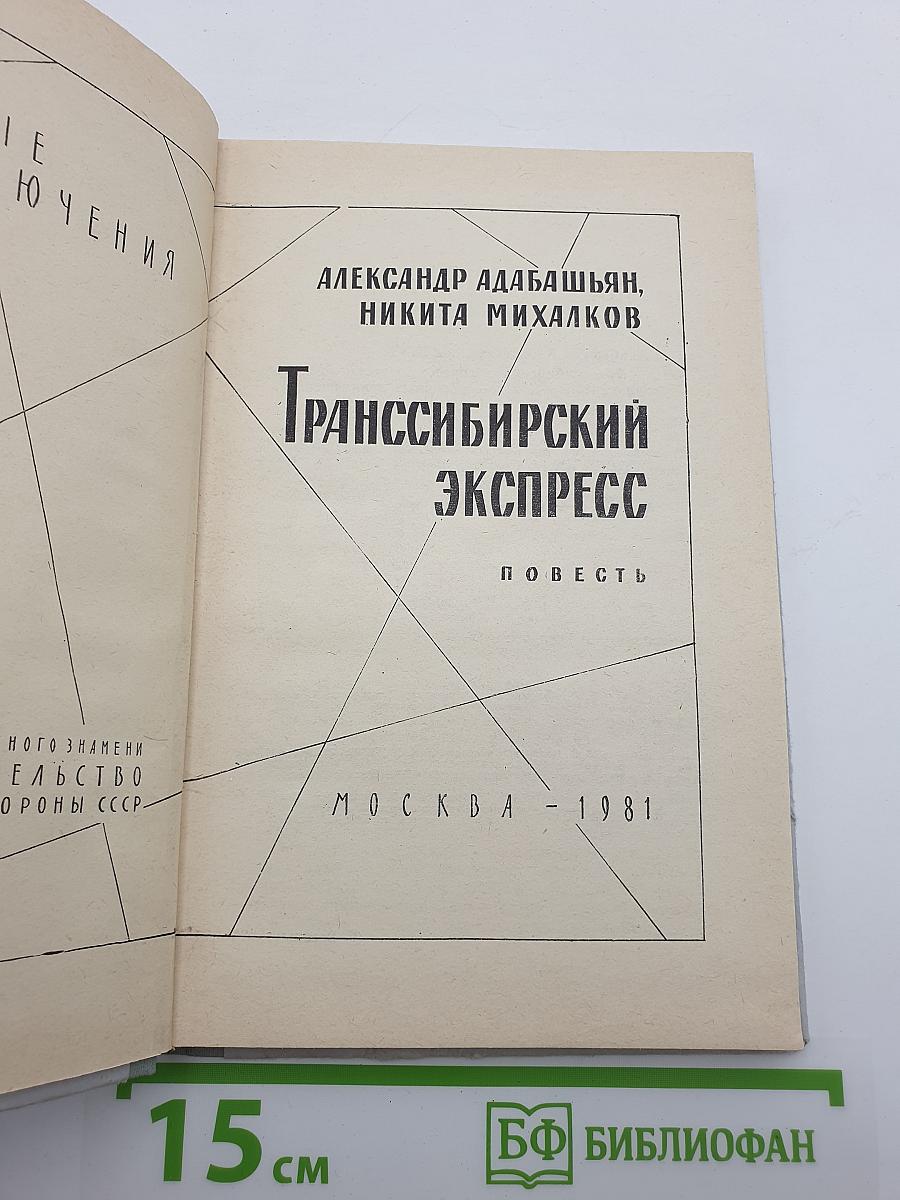 ЫЕ
ЮЧЕНИЯ
НОГО ЗНАМЕНИ
ЕЛЬСТВО
ОРОНЫ СССР
АЛЕКСАНДР АДАБАШЬЯН,
НИКИТА МИХАЛКОВ
ТРАНССИБИРСКИЙ
ЭКСПРЕСС
ПОВЕСТЬ
МОСКВА – 1981
15 см
БФ БИБЛИОФАН